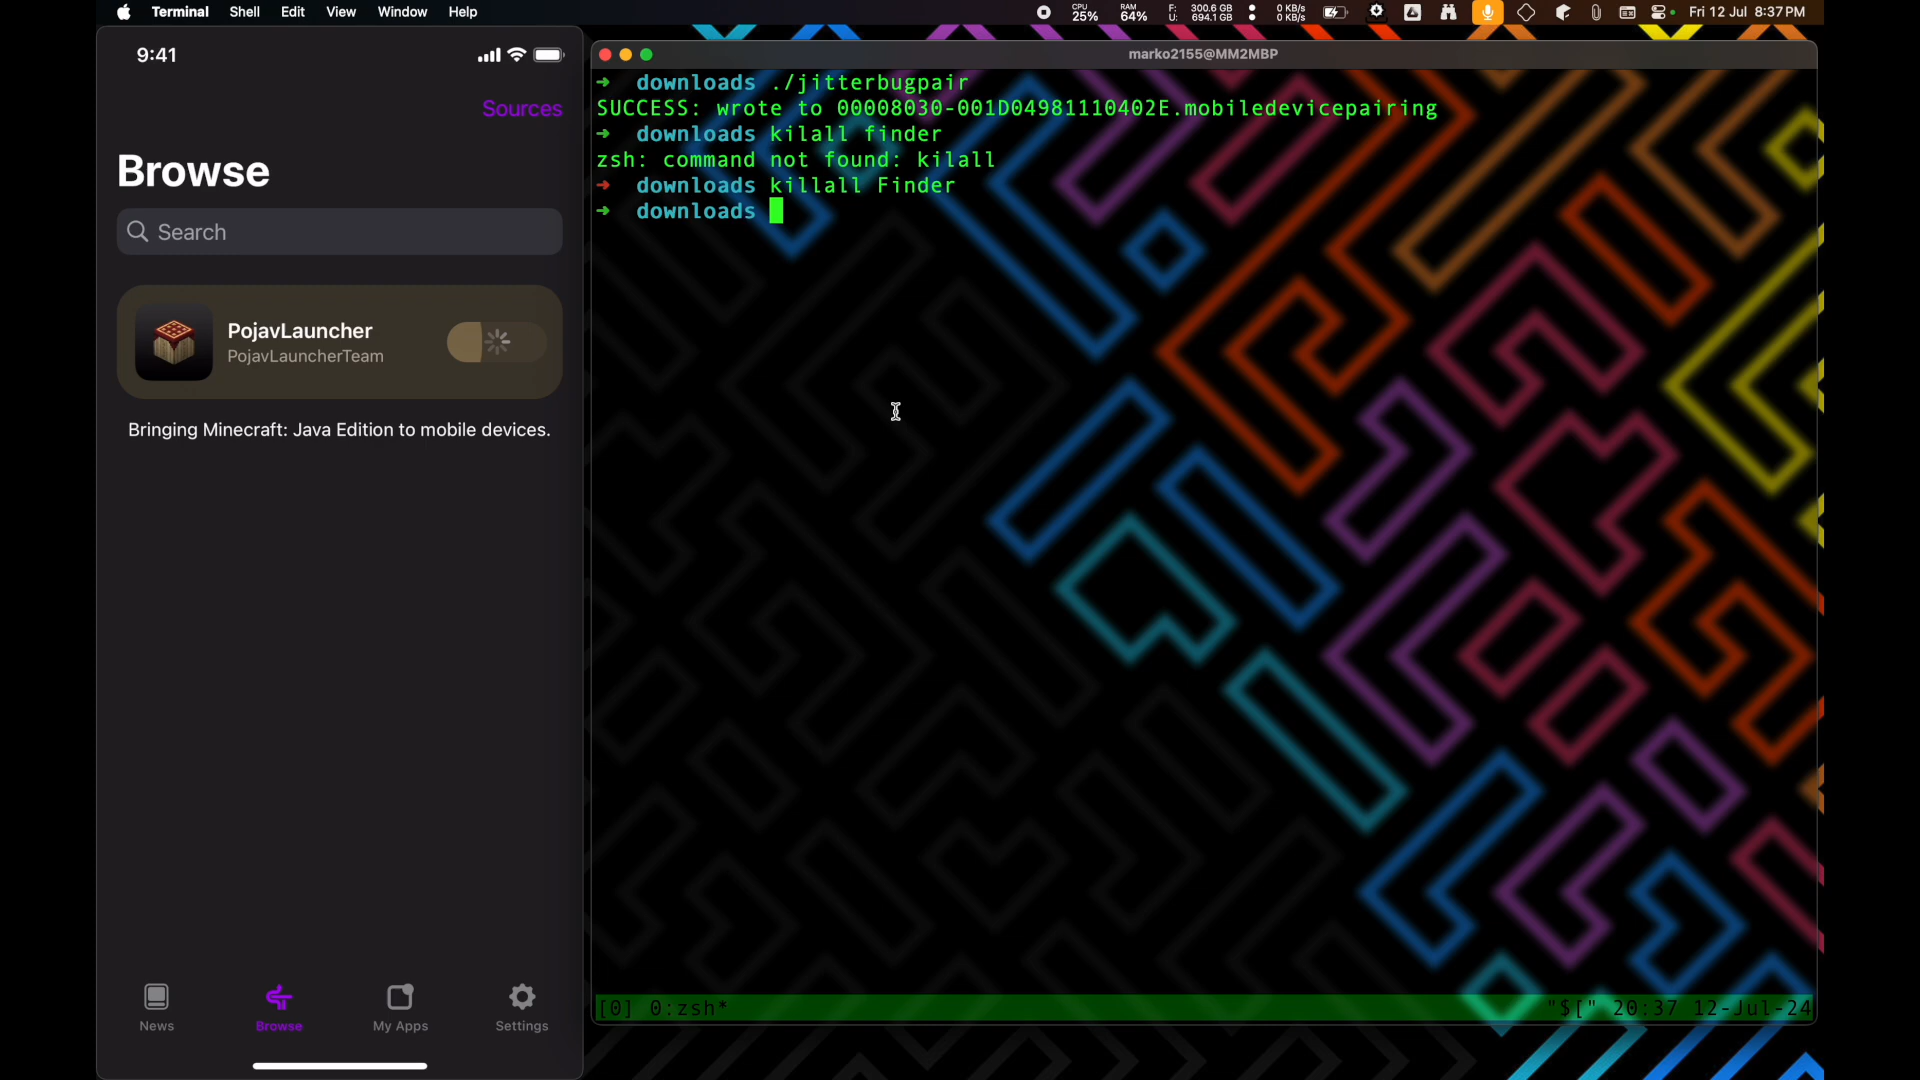 Terminal Shell Edit View Window Help
CPU 25% RAM 64% F: 300.6 GB U: 694.1 GB 0 KB/s 0 KB/s Fri 12 Jul 8:37 PM
9:41
Sources
Browse
Search
PojavLauncher
PojavLauncherTeam
Bringing Minecraft: Java Edition to mobile devices.
News
Browse
My Apps
Settings
marko2155@MM2MBP
➜ downloads ./jitterbugpair
SUCCESS: wrote to 00008030-001D04981110402E.mobiledevicepairing
➜ downloads kilall finder
zsh: command not found: kilall
➜ downloads killall Finder
➜ downloads
[0] 0:zsh* "$[" 20:37 12-Jul-24